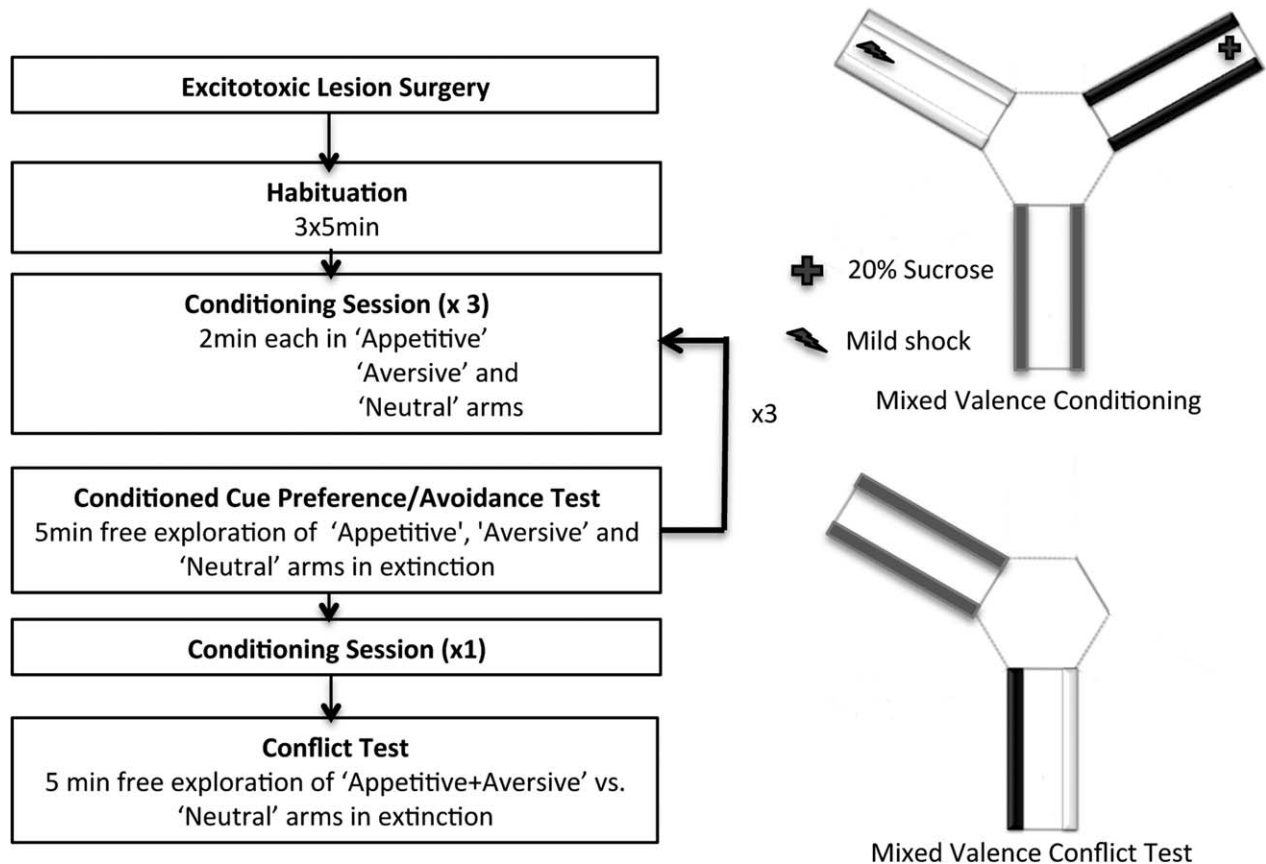 Excitotoxic Lesion Surgery
Habituation
3x5min
Conditioning Session (x 3)
2min each in ‘Appetitive’
‘Aversive’ and
‘Neutral’ arms
x3
Conditioned Cue Preference/Avoidance Test
5min free exploration of ‘Appetitive', 'Aversive’ and
‘Neutral’ arms in extinction
Conditioning Session (x1)
Conflict Test
5 min free exploration of ‘Appetitive+Aversive’ vs.
‘Neutral’ arms in extinction
20% Sucrose
Mild shock
Mixed Valence Conditioning
Mixed Valence Conflict Test